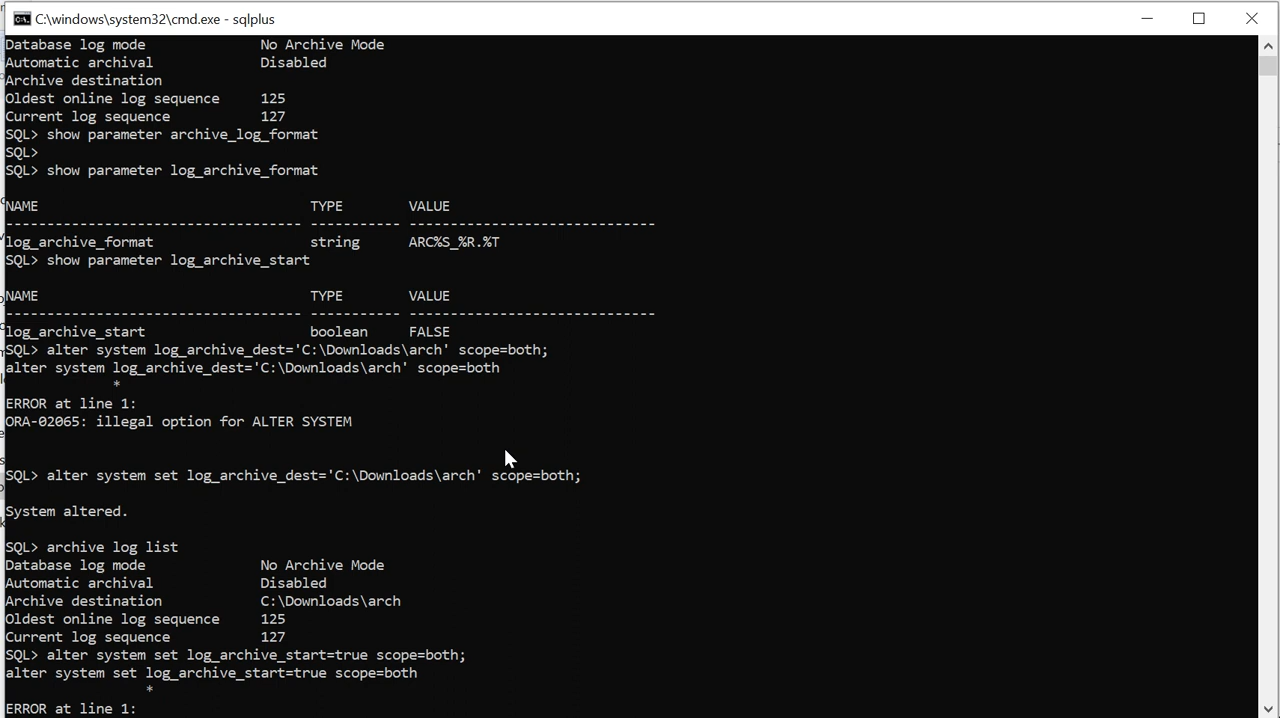 C:\windows\system32\cmd.exe - sqlplus
Database log mode              No Archive Mode
Automatic archival             Disabled
Archive destination
Oldest online log sequence     125
Current log sequence           127
SQL> show parameter archive_log_format
SQL>
SQL> show parameter log_archive_format
NAME                                 TYPE        VALUE
------------------------------------ ----------- ------------------------------
log_archive_format                   string      ARC%S_%R.%T
SQL> show parameter log_archive_start
NAME                                 TYPE        VALUE
------------------------------------ ----------- ------------------------------
log_archive_start                    boolean     FALSE
SQL> alter system log_archive_dest='C:\Downloads\arch' scope=both;
alter system log_archive_dest='C:\Downloads\arch' scope=both
             *
ERROR at line 1:
ORA-02065: illegal option for ALTER SYSTEM
SQL> alter system set log_archive_dest='C:\Downloads\arch' scope=both;
System altered.
SQL> archive log list
Database log mode              No Archive Mode
Automatic archival             Disabled
Archive destination            C:\Downloads\arch
Oldest online log sequence     125
Current log sequence           127
SQL> alter system set log_archive_start=true scope=both;
alter system set log_archive_start=true scope=both
                 *
ERROR at line 1: